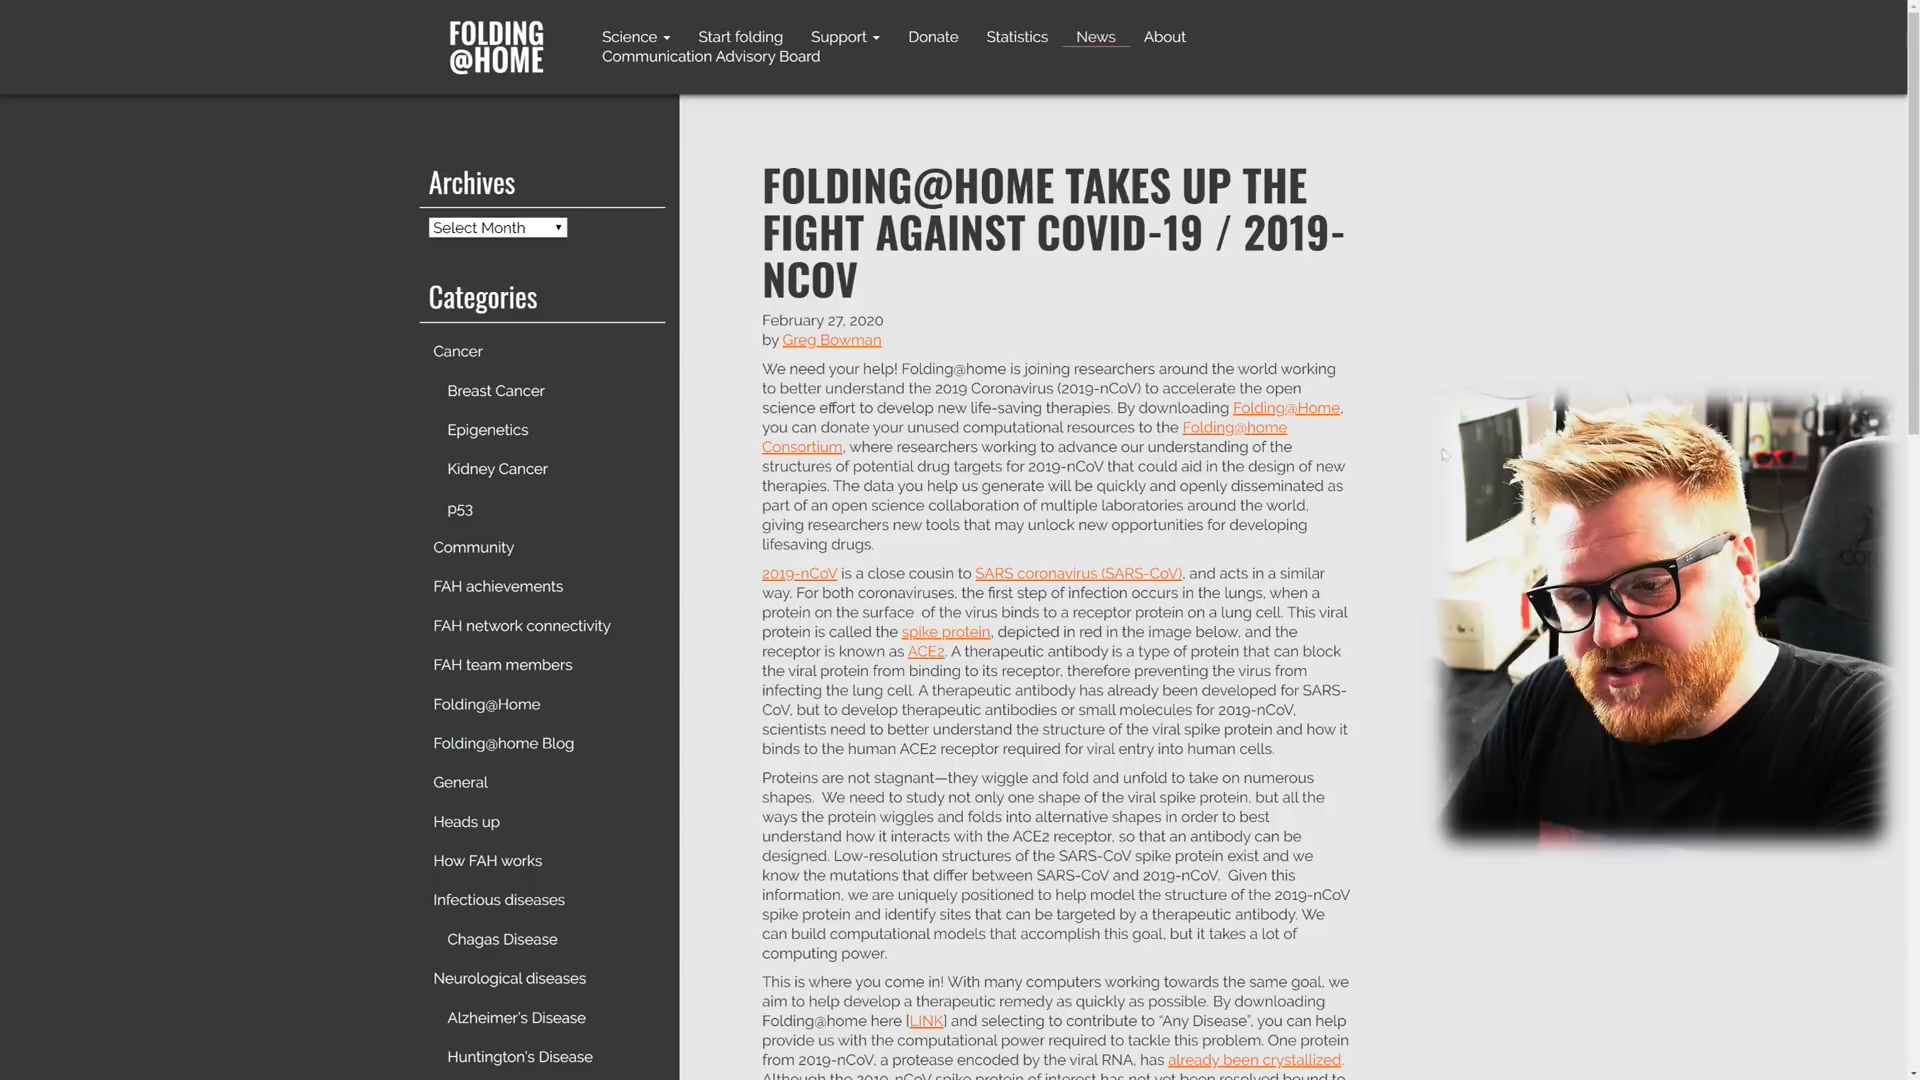 FOLDING
@HOME
Science
Start folding
Support
Donate
Statistics
News
About
Communication Advisory Board
Archives
Select Month
Categories
Cancer
Breast Cancer
Epigenetics
Kidney Cancer
p53
Community
FAH achievements
FAH network connectivity
FAH team members
Folding@Home
Folding@home Blog
General
Heads up
How FAH works
Infectious diseases
Chagas Disease
Neurological diseases
Alzheimer's Disease
Huntington's Disease
FOLDING@HOME TAKES UP THE
FIGHT AGAINST COVID-19 / 2019-
NCOV
February 27, 2020
by Greg Bowman
We need your help! Folding@home is joining researchers around the world working
to better understand the 2019 Coronavirus (2019-nCoV) to accelerate the open
science effort to develop new life-saving therapies. By downloading Folding@Home,
you can donate your unused computational resources to the Folding@home
Consortium, where researchers working to advance our understanding of the
structures of potential drug targets for 2019-nCoV that could aid in the design of new
therapies. The data you help us generate will be quickly and openly disseminated as
part of an open science collaboration of multiple laboratories around the world,
giving researchers new tools that may unlock new opportunities for developing
lifesaving drugs.
2019-nCoV is a close cousin to SARS coronavirus (SARS-CoV), and acts in a similar
way. For both coronaviruses, the first step of infection occurs in the lungs, when a
protein on the surface of the virus binds to a receptor protein on a lung cell. This viral
protein is called the spike protein, depicted in red in the image below, and the
receptor is known as ACE2. A therapeutic antibody is a type of protein that can block
the viral protein from binding to its receptor, therefore preventing the virus from
infecting the lung cell. A therapeutic antibody has already been developed for SARS-
CoV, but to develop therapeutic antibodies or small molecules for 2019-nCoV,
scientists need to better understand the structure of the viral spike protein and how it
binds to the human ACE2 receptor required for viral entry into human cells.
Proteins are not stagnant—they wiggle and fold and unfold to take on numerous
shapes. We need to study not only one shape of the viral spike protein, but all the
ways the protein wiggles and folds into alternative shapes in order to best
understand how it interacts with the ACE2 receptor, so that an antibody can be
designed. Low-resolution structures of the SARS-CoV spike protein exist and we
know the mutations that differ between SARS-CoV and 2019-nCoV. Given this
information, we are uniquely positioned to help model the structure of the 2019-nCoV
spike protein and identify sites that can be targeted by a therapeutic antibody. We
can build computational models that accomplish this goal, but it takes a lot of
computing power.
This is where you come in! With many computers working towards the same goal, we
aim to help develop a therapeutic remedy as quickly as possible. By downloading
Folding@home here [LINK] and selecting to contribute to "Any Disease", you can help
provide us with the computational power required to tackle this problem. One protein
from 2019-nCoV, a protease encoded by the viral RNA, has already been crystallized.
Although the 2019-nCoV spike protein of interest has not yet been resolved bound to